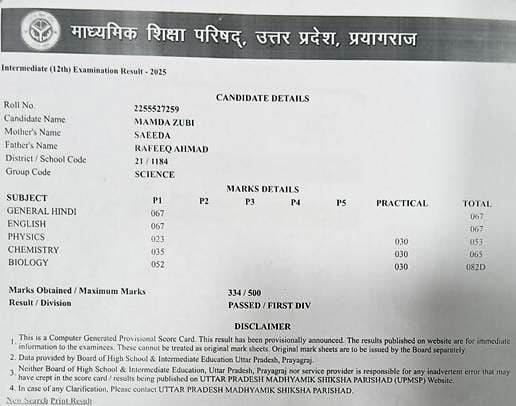 माध्यमिक शिक्षा परिषद्, उत्तर प्रदेश, प्रयागराज
Intermediate (12th) Examination Result - 2025
CANDIDATE DETAILS
Roll No. 2255527259
Candidate Name MAMDA ZUBI
Mother's Name SAEEDA
Father's Name RAFEEQ AHMAD
District / School Code 21 / 1184
Group Code SCIENCE
MARKS DETAILS
SUBJECT P1 P2 P3 P4 P5 PRACTICAL TOTAL
GENERAL HINDI 067 067
ENGLISH 067 067
PHYSICS 023 030 053
CHEMISTRY 035 030 065
BIOLOGY 052 030 082D
Marks Obtained / Maximum Marks 334 / 500
Result / Division PASSED / FIRST DIV
DISCLAIMER
1. This is a Computer Generated Provisional Score Card. This result has been provisionally announced. The results published on website are for immediate
information to the examinees. These cannot be treated as original mark sheets. Original mark sheets are to be issued by the Board separately
2. Data provided by Board of High School & Intermediate Education Uttar Pradesh, Prayagraj.
3. Neither Board of High School & Intermediate Education, Uttar Pradesh, Prayagraj nor service provider is responsible for any inadvertent error that may
have crept in the score card / results being published on UTTAR PRADESH MADHYAMIK SHIKSHA PARISHAD (UPMSP) Website.
4. In case of any Clarification, Please contact UTTAR PRADESH MADHYAMIK SHIKSHA PARISHAD.
New Search Print Result